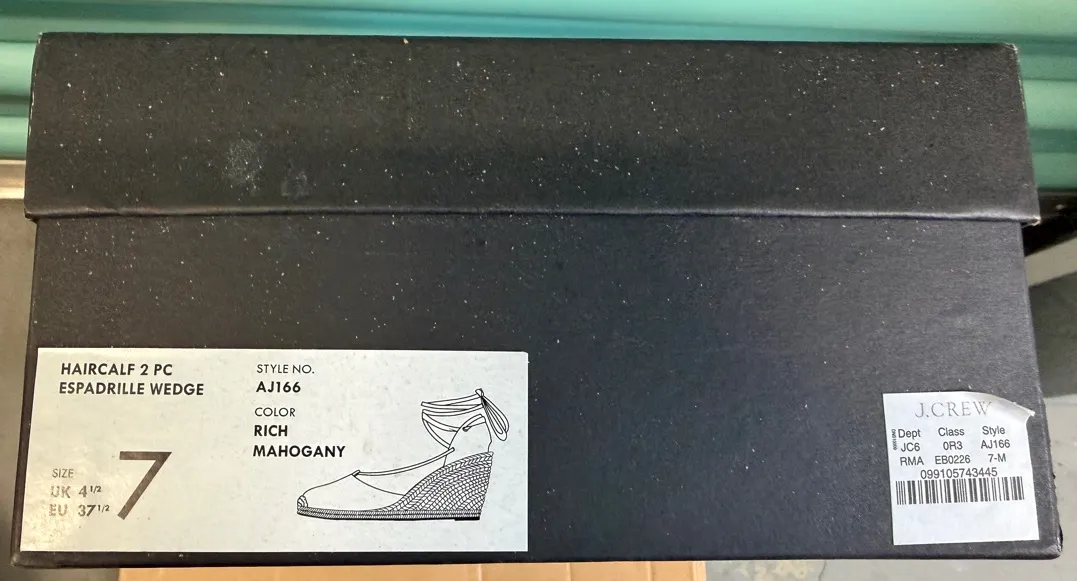 HAIRCALF 2 PC
ESPADRILLE WEDGE
STYLE NO.
AJ166
COLOR
RICH
MAHOGANY
SIZE
7
UK 4 1/2
EU 37 1/2
J.CREW
Dept Class Style
JC6 0R3 AJ166
RMA EB0226 7-M
099105743445